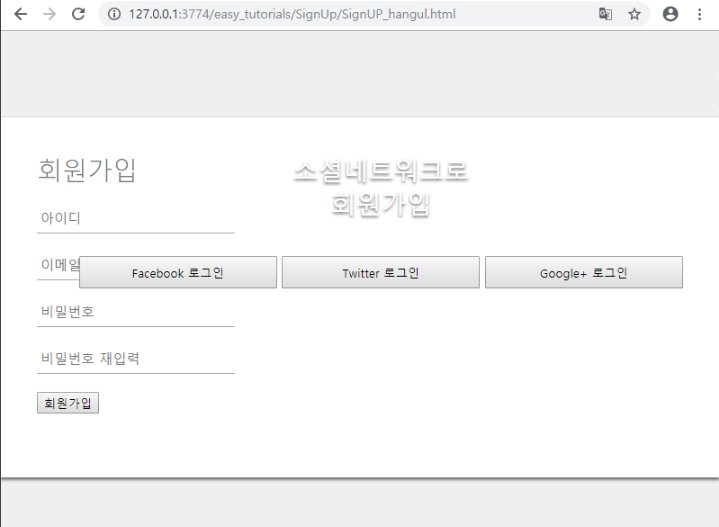 127.0.0.1:3774/easy_tutorials/SignUp/SignUP_hangul.html
회원가입
소셜네트워크로
회원가입
아이디
이메일
Facebook 로그인
Twitter 로그인
Google+ 로그인
비밀번호
비밀번호 재입력
회원가입